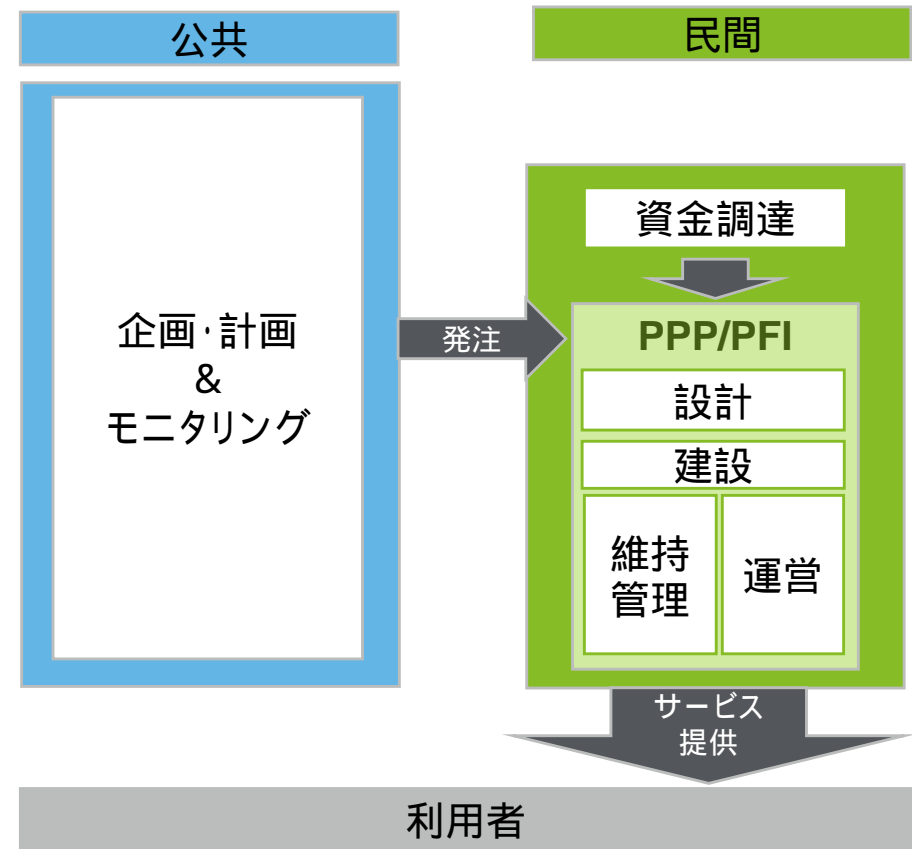 公共
民間
企画・計画
&
モニタリング
発注
資金調達
PPP/PFI
設計
建設
維持
管理
運営
サービス
提供
利用者